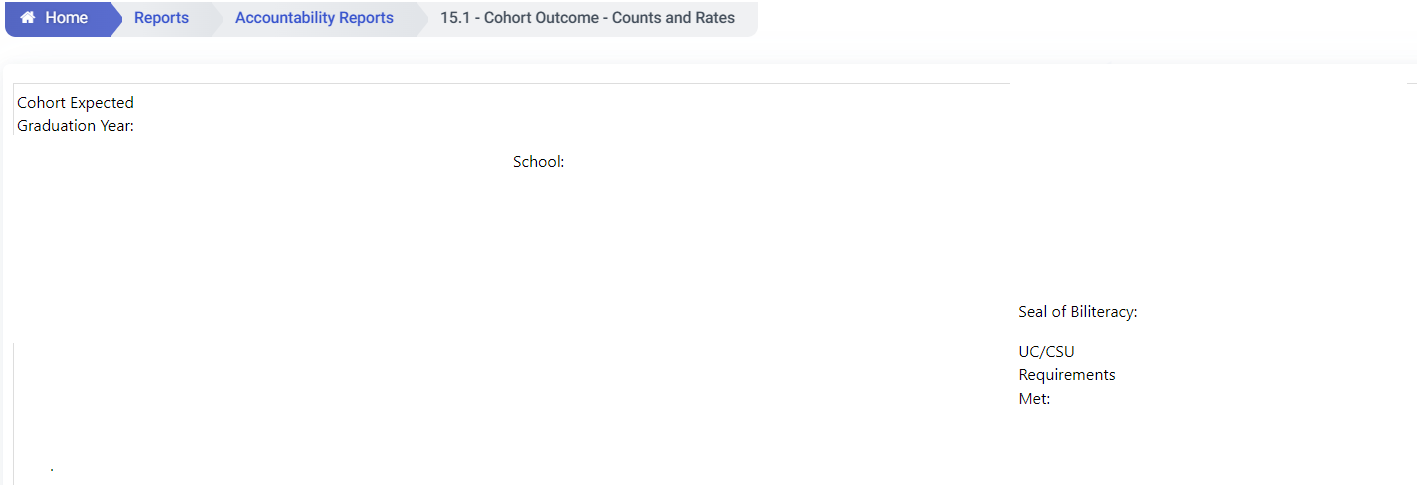 Home Reports Accountability Reports 15.1 - Cohort Outcome - Counts and Rates
Cohort Expected
Graduation Year:
School:
Seal of Biliteracy:
UC/CSU
Requirements
Met: